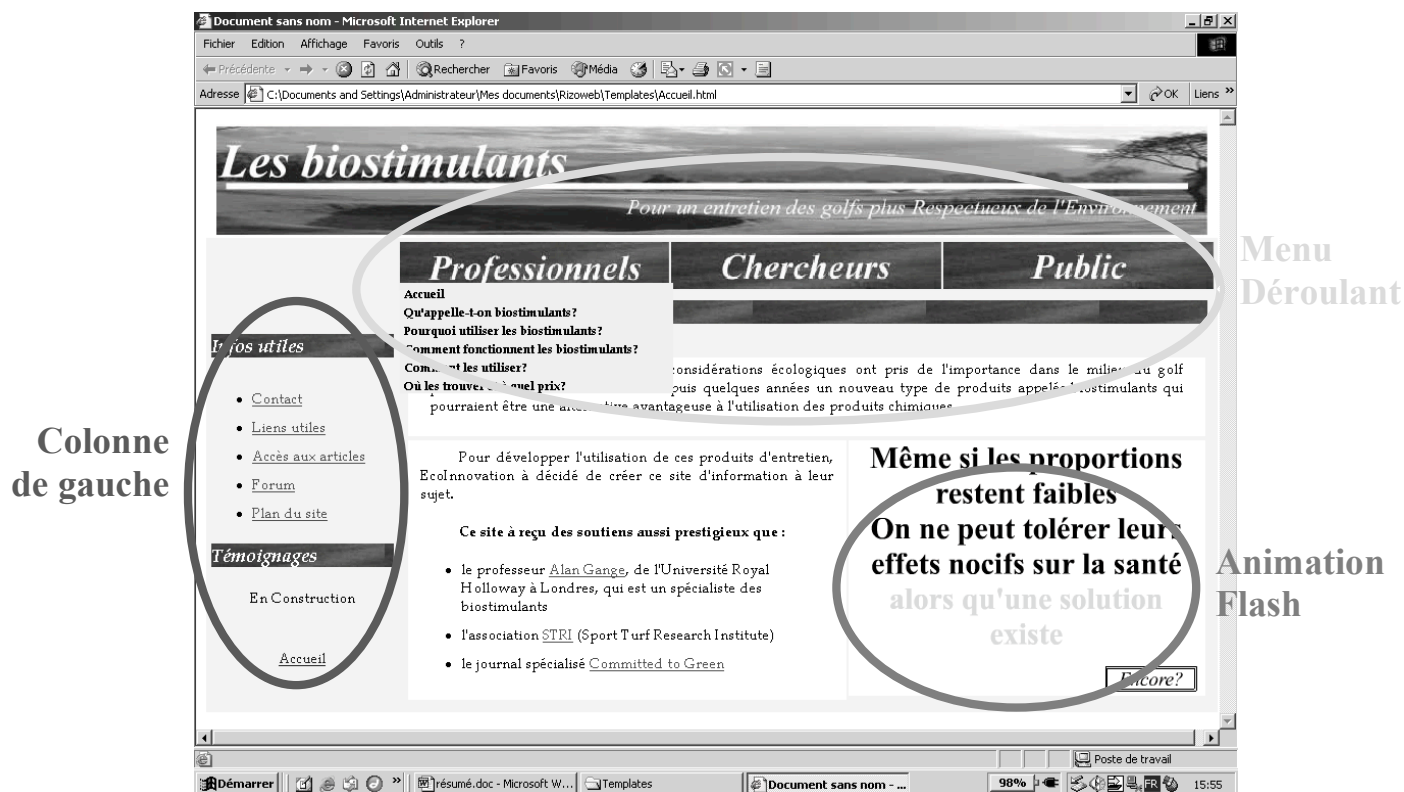 Document sans nom - Microsoft Internet Explorer
Fichier Edition Affichage Favoris Outils ?
Précédente Rechercher Favoris Média
Adresse C:\Documents and Settings\Administrateur\Mes documents\Rizoweb\Templates\Accueil.html OK Liens »
Les biostimulants
Pour un entretien des golfs plus Respectueux de l'Environnement
Professionnels Chercheurs Public
Menu
Déroulant
Accueil
Qu'appelle-t-on biostimulants?
Pourquoi utiliser les biostimulants?
Comment fonctionnent les biostimulants?
Comment les utiliser?
Où les trouver et à quel prix?
considérations écologiques ont pris de l'importance dans le milieu du golf
puis quelques années un nouveau type de produits appelés biostimulants qui
pourraient être une alternative avantageuse à l'utilisation des produits chimiques.
Colonne
de gauche
Infos utiles
Contact
Liens utiles
Accès aux articles
Forum
Plan du site
Témoignages
En Construction
Accueil
Pour développer l'utilisation de ces produits d'entretien,
EcoInnovation à décidé de créer ce site d'information à leur
sujet.
Ce site à reçu des soutiens aussi prestigieux que :
le professeur Alan Gange, de l'Université Royal
Holloway à Londres, qui est un spécialiste des
biostimulants
l'association STRI (Sport Turf Research Institute)
le journal spécialisé Committed to Green
Même si les proportions
restent faibles
On ne peut tolérer leurs
effets nocifs sur la santé
alors qu'une solution
existe
Encore?
Animation
Flash
Poste de travail
Démarrer » résumé.doc - Microsoft W... Templates Document sans nom - ... 98% FR 15:55